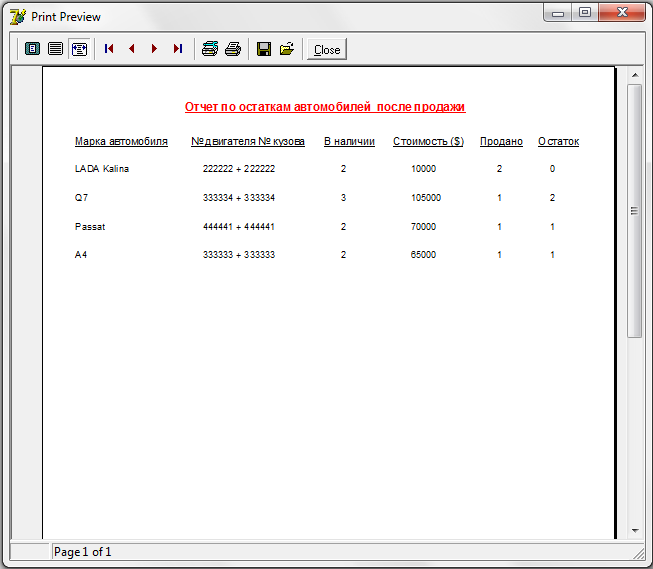 Print Preview
Close
Отчет по остаткам автомобилей после продажи
Марка автомобиля № двигателя № кузова В наличии Стоимость ($) Продано Остаток
LADA Kalina 222222 + 222222 2 10000 2 0
Q7 333334 + 333334 3 105000 1 2
Passat 444441 + 444441 2 70000 1 1
A4 333333 + 333333 2 65000 1 1
Page 1 of 1